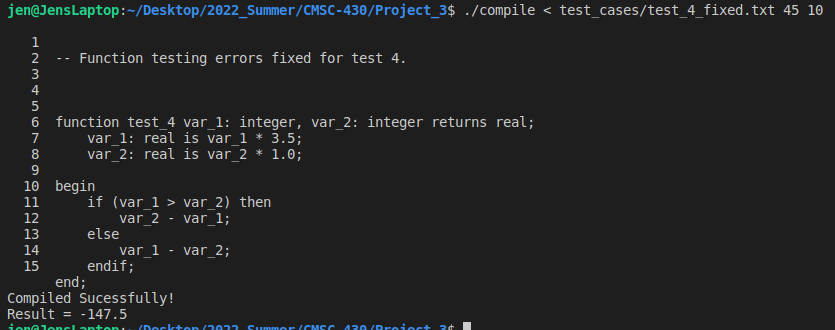 jen@JensLaptop:~/Desktop/2022_Summer/CMSC-430/Project_3$ ./compile < test_cases/test_4_fixed.txt 45 10
1
2 -- Function testing errors fixed for test 4.
3
4
5
6 function test_4 var_1: integer, var_2: integer returns real;
7 var_1: real is var_1 * 3.5;
8 var_2: real is var_2 * 1.0;
9
10 begin
11 if (var_1 > var_2) then
12 var_2 - var_1;
13 else
14 var_1 - var_2;
15 endif;
end;
Compiled Sucessfully!
Result = -147.5
jen@JensLaptop:~/Desktop/2022_Summer/CMSC-430/Project_3$